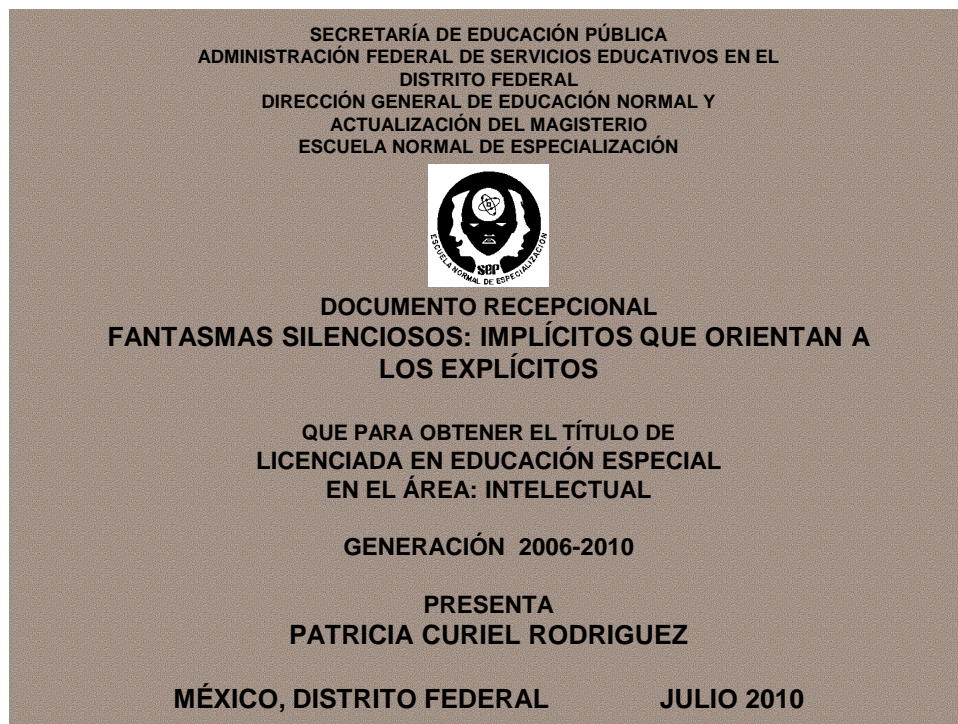 SECRETARÍA DE EDUCACIÓN PÚBLICA
ADMINISTRACIÓN FEDERAL DE SERVICIOS EDUCATIVOS EN EL
DISTRITO FEDERAL
DIRECCIÓN GENERAL DE EDUCACIÓN NORMAL Y
ACTUALIZACIÓN DEL MAGISTERIO
ESCUELA NORMAL DE ESPECIALIZACIÓN
SEP
ESCUELA NORMAL DE ESPECIALIZACIÓN
DOCUMENTO RECEPCIONAL
FANTASMAS SILENCIOSOS: IMPLÍCITOS QUE ORIENTAN A
LOS EXPLÍCITOS
QUE PARA OBTENER EL TÍTULO DE
LICENCIADA EN EDUCACIÓN ESPECIAL
EN EL ÁREA: INTELECTUAL
GENERACIÓN 2006-2010
PRESENTA
PATRICIA CURIEL RODRIGUEZ
MÉXICO, DISTRITO FEDERAL JULIO 2010